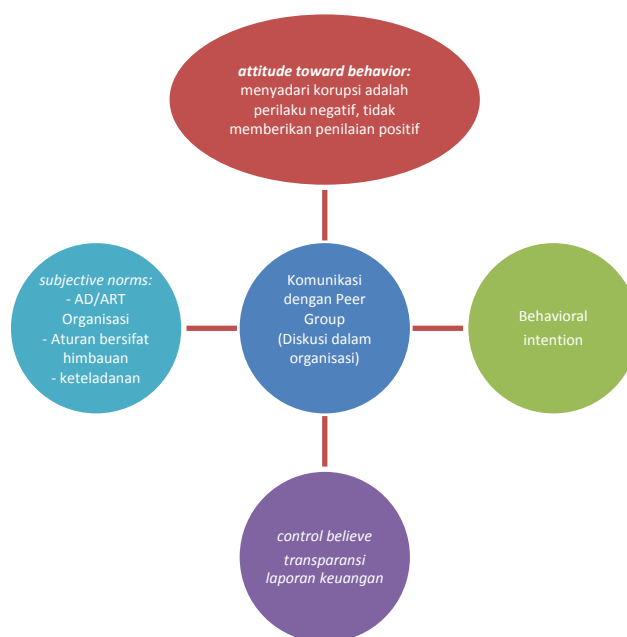 attitude toward behavior:
menyadari korupsi adalah
perilaku negatif, tidak
memberikan penilaian positif
subjective norms:
- AD/ART
Organisasi
- Aturan bersifat
himbauan
- keteladanan
Komunikasi
dengan Peer
Group
(Diskusi dalam
organisasi)
Behavioral
intention
control believe
transparansi
laporan keuangan